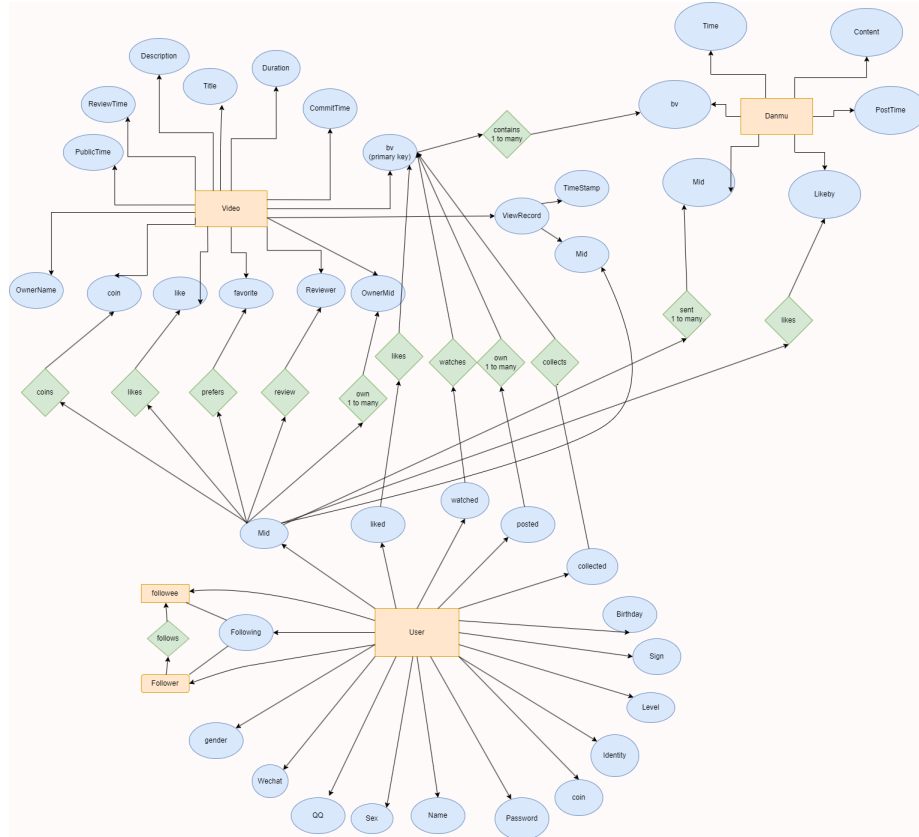 Time
Content
Description
Title
Duration
ReviewTime
CommitTime
bv
PostTime
Danmu
contains
1 to many
PublicTime
bv
(primary key)
Mid
Likeby
TimeStamp
Video
ViewRecord
Mid
OwnerName
coin
like
favorite
Reviewer
OwnerMid
sent
1 to many
likes
likes
watches
own
1 to many
collects
coins
likes
prefers
review
own
1 to many
watched
liked
posted
Mid
collected
followee
Birthday
follows
Following
User
Sign
Follower
Level
gender
Identity
Wechat
coin
QQ
Sex
Name
Password